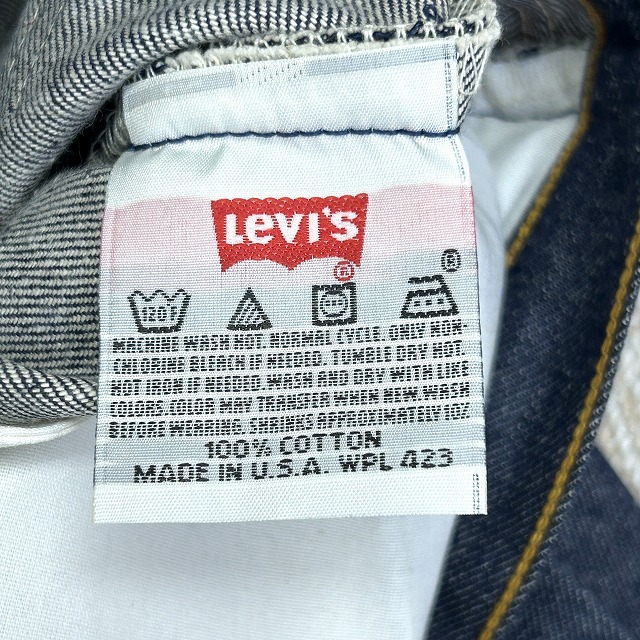 Levi's
®
®
120°
MACHINE WASH HOT NORMAL CYCLE. ONLY NON-
CHLORINE BLEACH IF NEEDED. TUMBLE DRY HOT
HOT IRON IF NEEDED. WASH AND DRY WITH LIKE
COLORS. COLOR MAY TRANSFER WHEN NEW. WASH
BEFORE WEARING. SHRINKS APPROXIMATELY 10%
100% COTTON
MADE IN U.S.A. WPL 423